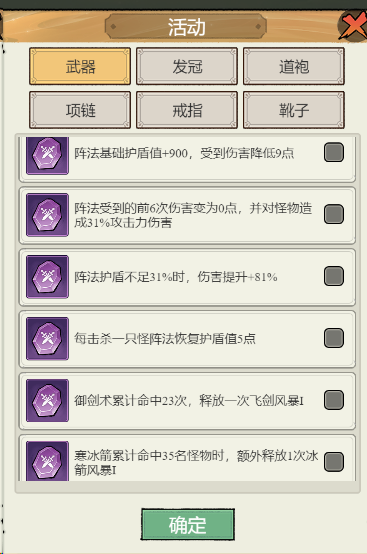 活动
武器 发冠 道袍
项链 戒指 靴子
阵法基础护盾值+900，受到伤害降低9点
阵法受到的前6次伤害变为0点，并对怪物造
成31%攻击力伤害
阵法护盾不足31%时，伤害提升+81%
每击杀一只怪阵法恢复护盾值5点
御剑术累计命中23次，释放一次飞剑风暴I
寒冰箭累计命中35名怪物时，额外释放1次冰
箭风暴I
确定